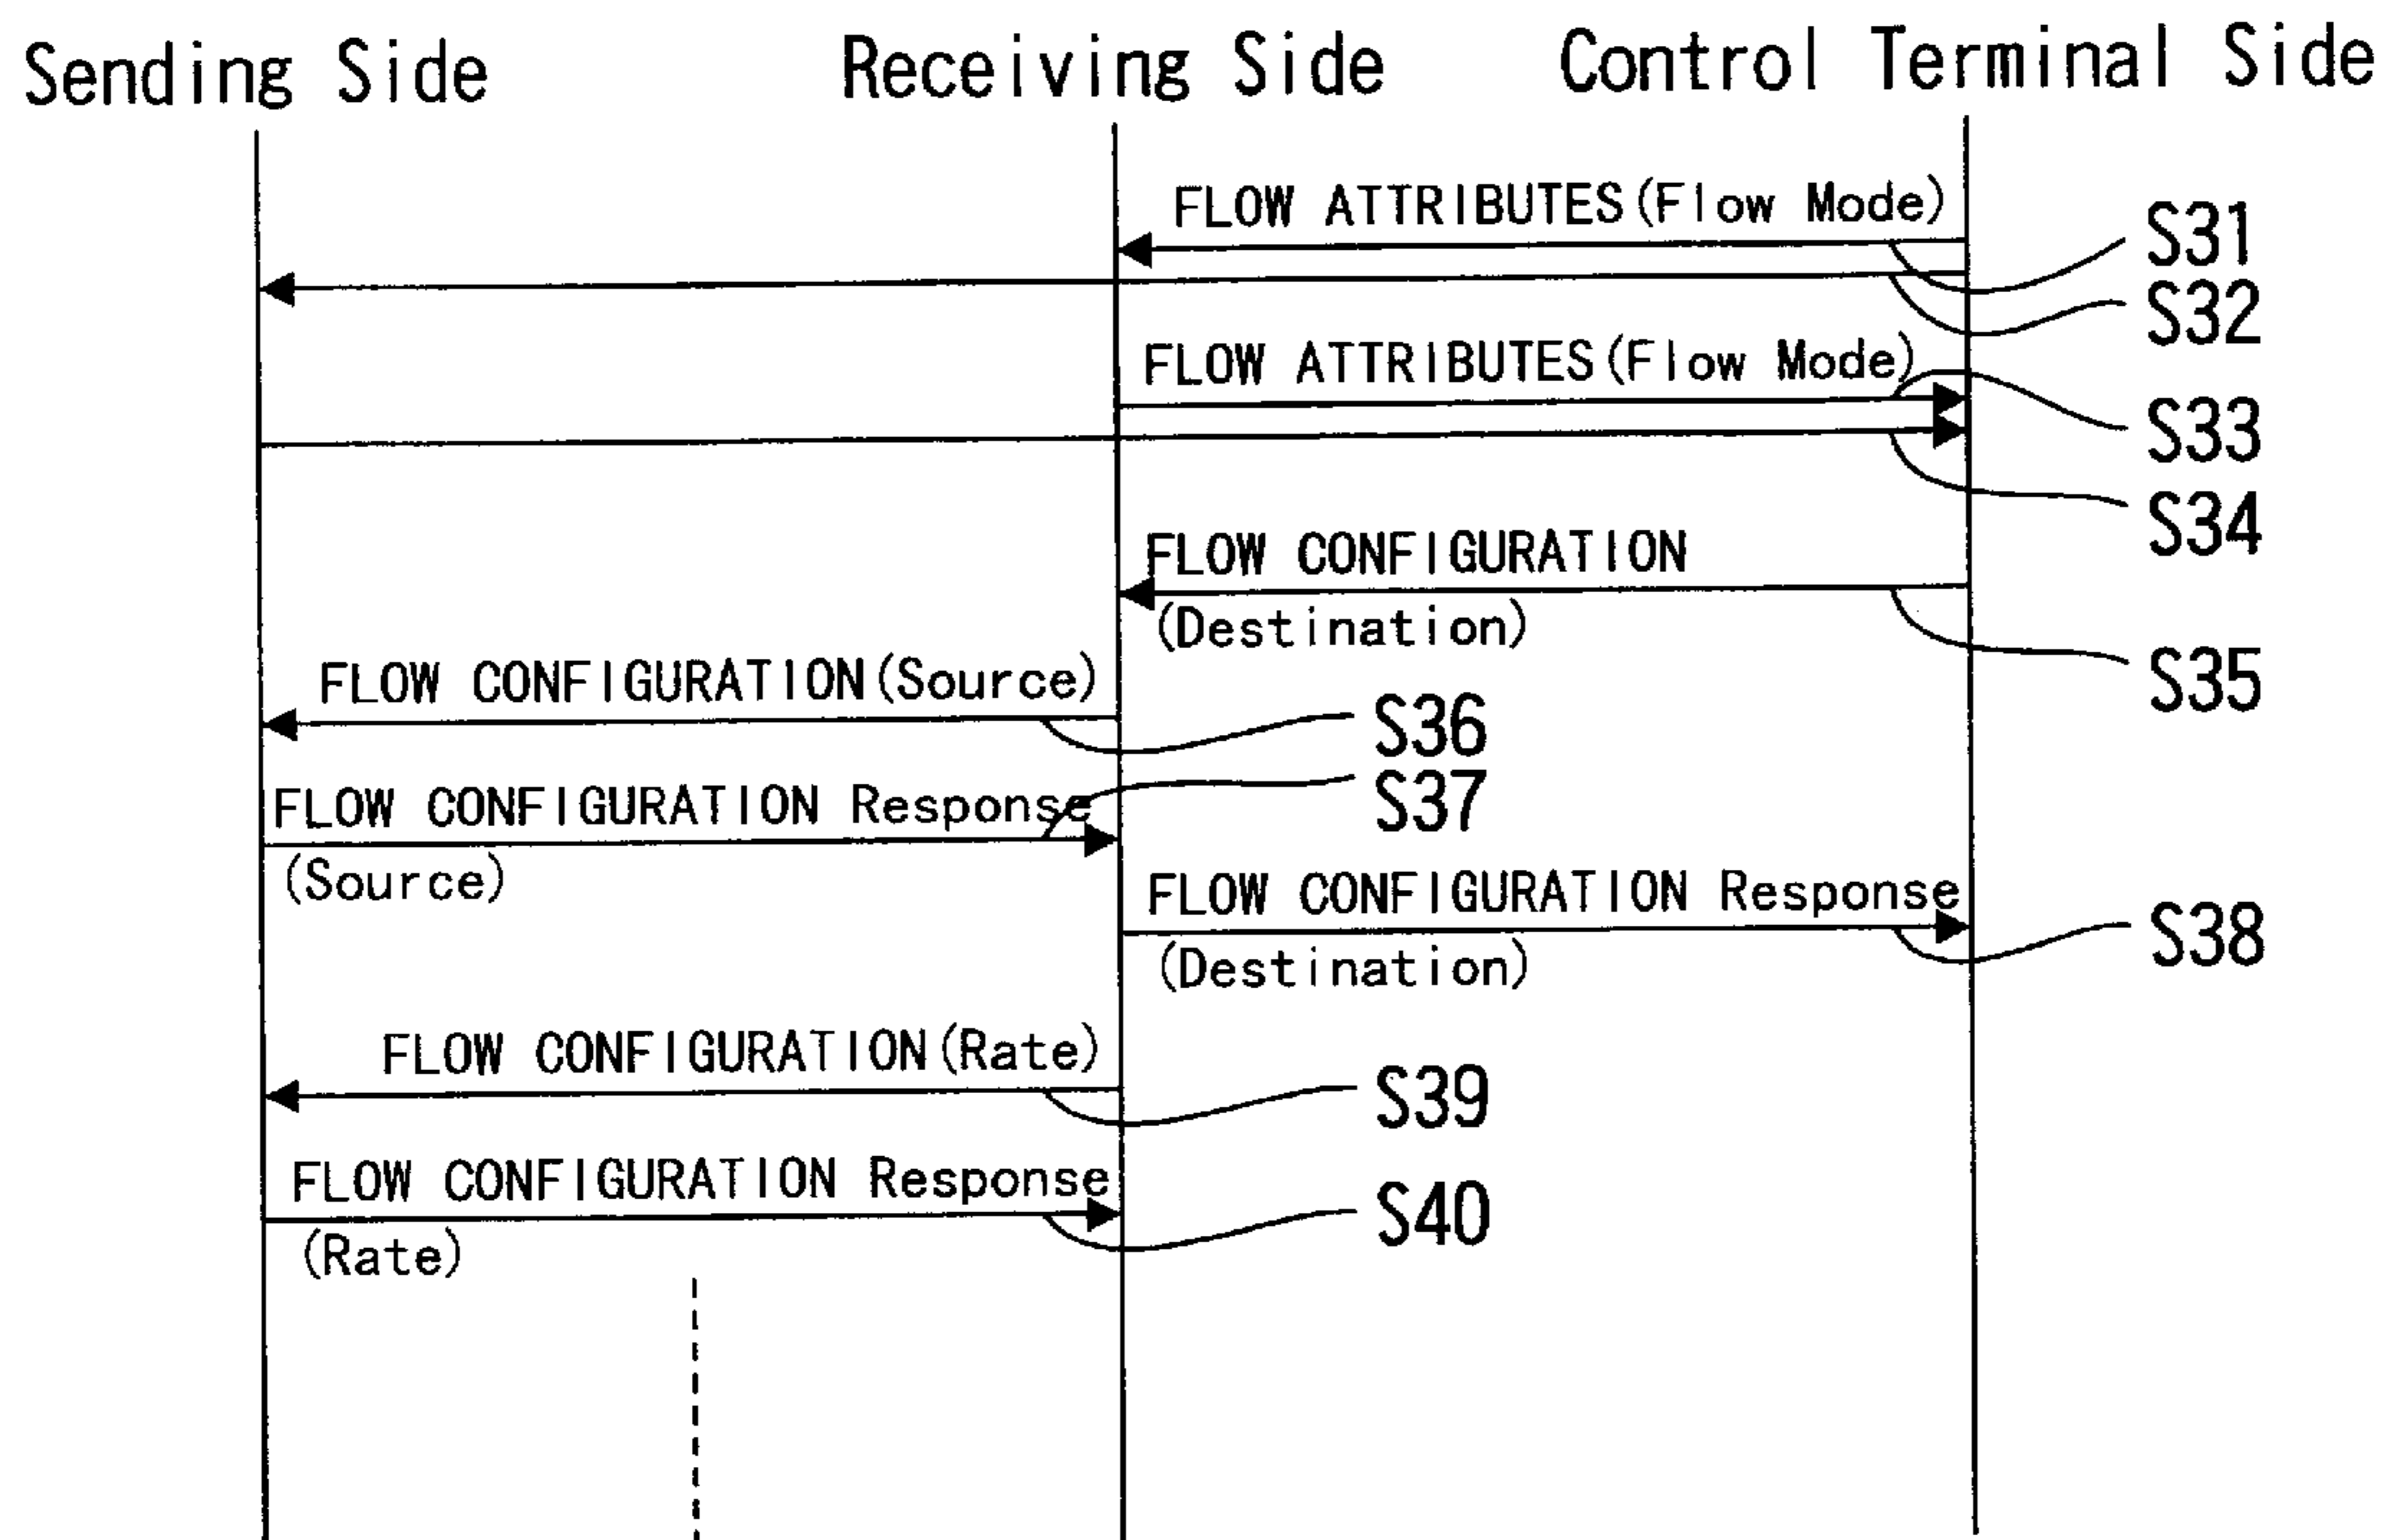 Sending Side
Receiving Side
Control Terminal Side
FLOW ATTRIBUTES(Flow Mode)
S31
S32
FLOW ATTRIBUTES(Flow Mode)
S33
S34
FLOW CONFIGURATION
(Destination)
S35
FLOW CONFIGURATION(Source)
S36
FLOW CONFIGURATION Response
S37
(Source)
FLOW CONFIGURATION Response
S38
(Destination)
FLOW CONFIGURATION(Rate)
S39
FLOW CONFIGURATION Response
S40
(Rate)